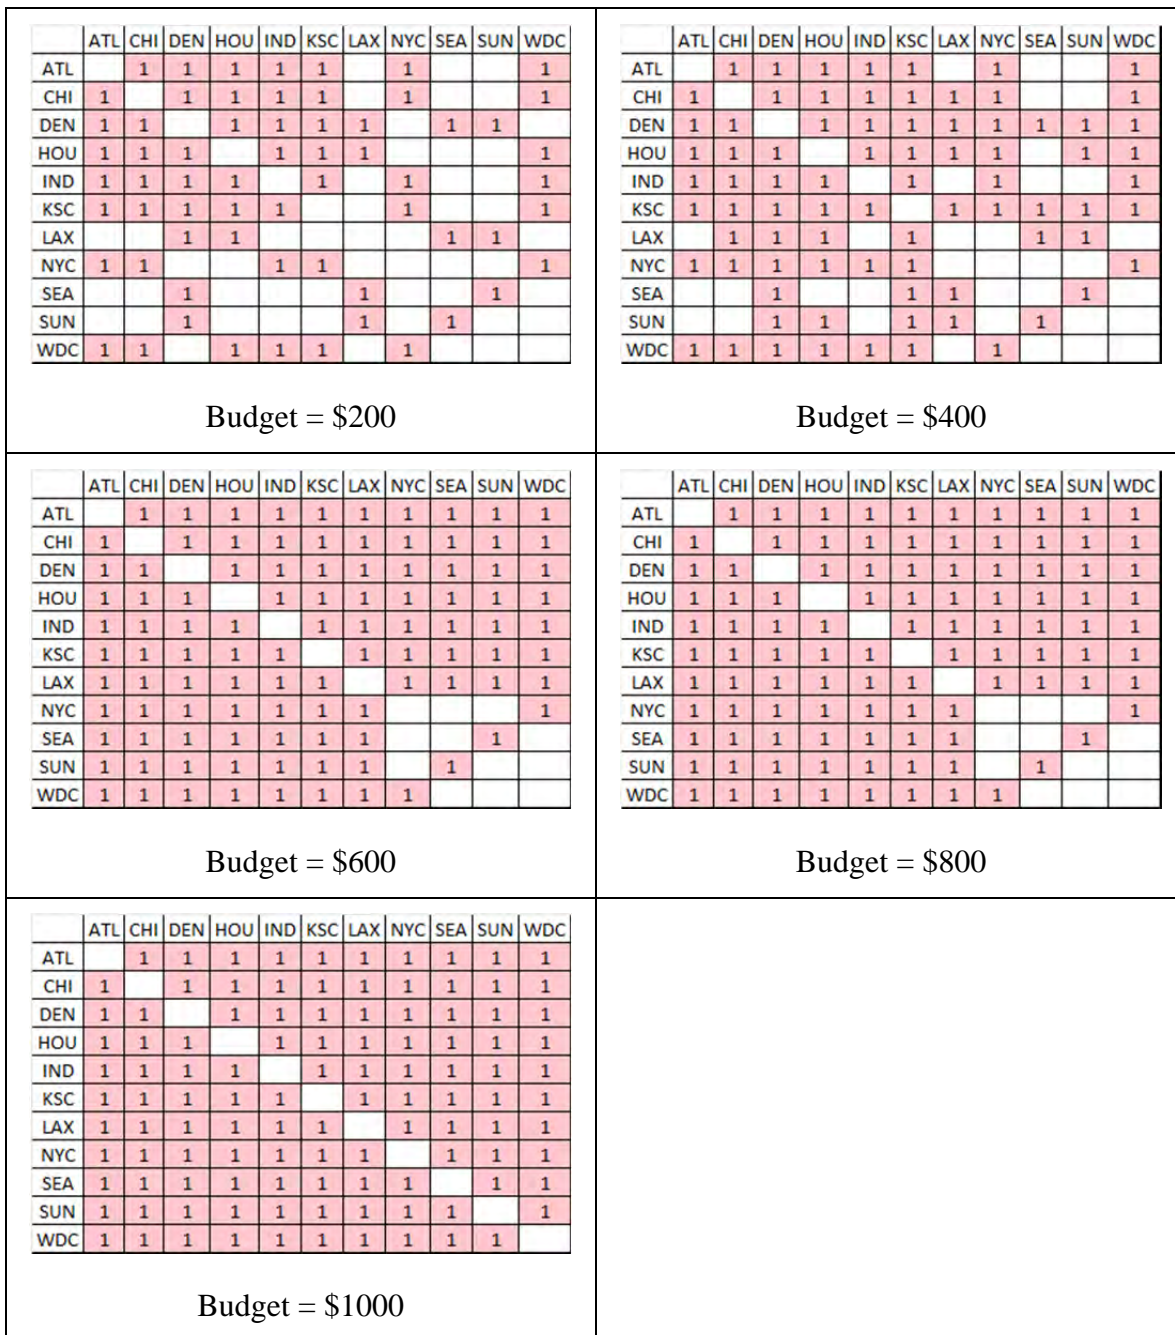 ATL CHI DEN HOU IND KSC LAX NYC SEA SUN WDC
ATL 1 1 1 1 1 1 1
CHI 1 1 1 1 1 1 1
DEN 1 1 1 1 1 1 1 1
HOU 1 1 1 1 1 1 1
IND 1 1 1 1 1 1 1
KSC 1 1 1 1 1 1 1
LAX 1 1 1 1
NYC 1 1 1 1 1
SEA 1 1 1
SUN 1 1 1
WDC 1 1 1 1 1 1
Budget = $200
ATL CHI DEN HOU IND KSC LAX NYC SEA SUN WDC
ATL 1 1 1 1 1 1 1
CHI 1 1 1 1 1 1 1 1
DEN 1 1 1 1 1 1 1 1 1 1
HOU 1 1 1 1 1 1 1 1 1
IND 1 1 1 1 1 1 1
KSC 1 1 1 1 1 1 1 1 1 1
LAX 1 1 1 1 1 1
NYC 1 1 1 1 1 1 1
SEA 1 1 1 1
SUN 1 1 1 1 1
WDC 1 1 1 1 1 1 1
Budget = $400
ATL CHI DEN HOU IND KSC LAX NYC SEA SUN WDC
ATL 1 1 1 1 1 1 1 1 1 1
CHI 1 1 1 1 1 1 1 1 1 1
DEN 1 1 1 1 1 1 1 1 1 1
HOU 1 1 1 1 1 1 1 1 1 1
IND 1 1 1 1 1 1 1 1 1 1
KSC 1 1 1 1 1 1 1 1 1 1
LAX 1 1 1 1 1 1 1 1 1 1
NYC 1 1 1 1 1 1 1 1
SEA 1 1 1 1 1 1 1 1
SUN 1 1 1 1 1 1 1 1
WDC 1 1 1 1 1 1 1 1
Budget = $600
ATL CHI DEN HOU IND KSC LAX NYC SEA SUN WDC
ATL 1 1 1 1 1 1 1 1 1 1
CHI 1 1 1 1 1 1 1 1 1 1
DEN 1 1 1 1 1 1 1 1 1 1
HOU 1 1 1 1 1 1 1 1 1 1
IND 1 1 1 1 1 1 1 1 1 1
KSC 1 1 1 1 1 1 1 1 1 1
LAX 1 1 1 1 1 1 1 1 1 1
NYC 1 1 1 1 1 1 1 1
SEA 1 1 1 1 1 1 1 1
SUN 1 1 1 1 1 1 1 1
WDC 1 1 1 1 1 1 1 1
Budget = $800
ATL CHI DEN HOU IND KSC LAX NYC SEA SUN WDC
ATL 1 1 1 1 1 1 1 1 1 1
CHI 1 1 1 1 1 1 1 1 1 1
DEN 1 1 1 1 1 1 1 1 1 1
HOU 1 1 1 1 1 1 1 1 1 1
IND 1 1 1 1 1 1 1 1 1 1
KSC 1 1 1 1 1 1 1 1 1 1
LAX 1 1 1 1 1 1 1 1 1 1
NYC 1 1 1 1 1 1 1 1 1 1
SEA 1 1 1 1 1 1 1 1 1 1
SUN 1 1 1 1 1 1 1 1 1 1
WDC 1 1 1 1 1 1 1 1 1 1
Budget = $1000